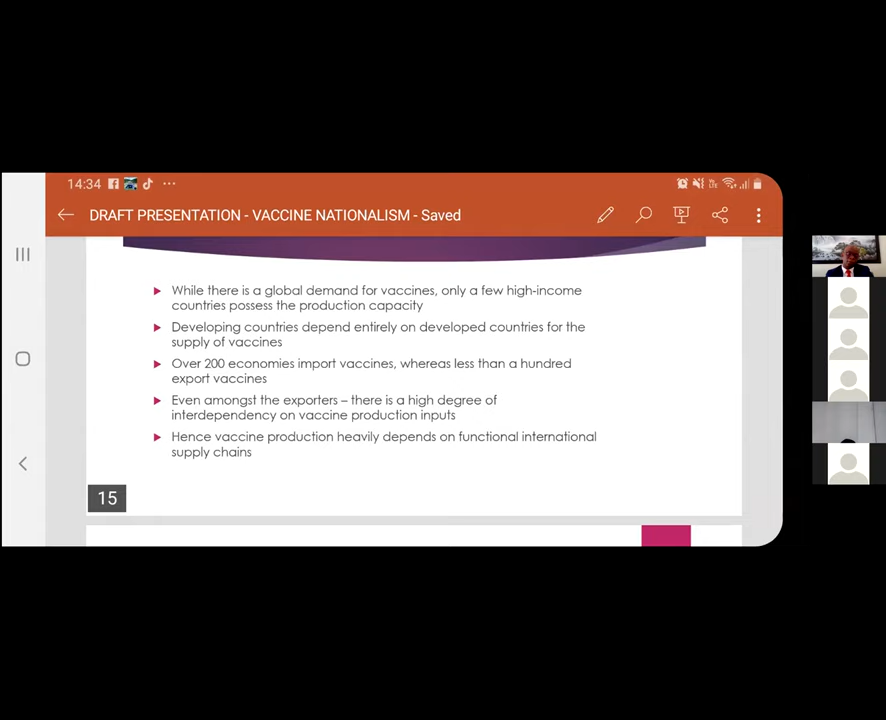 14:34
DRAFT PRESENTATION - VACCINE NATIONALISM - Saved
While there is a global demand for vaccines, only a few high-income
countries possess the production capacity
Developing countries depend entirely on developed countries for the
supply of vaccines
Over 200 economies import vaccines, whereas less than a hundred
export vaccines
Even amongst the exporters – there is a high degree of
interdependency on vaccine production inputs
Hence vaccine production heavily depends on functional international
supply chains
15